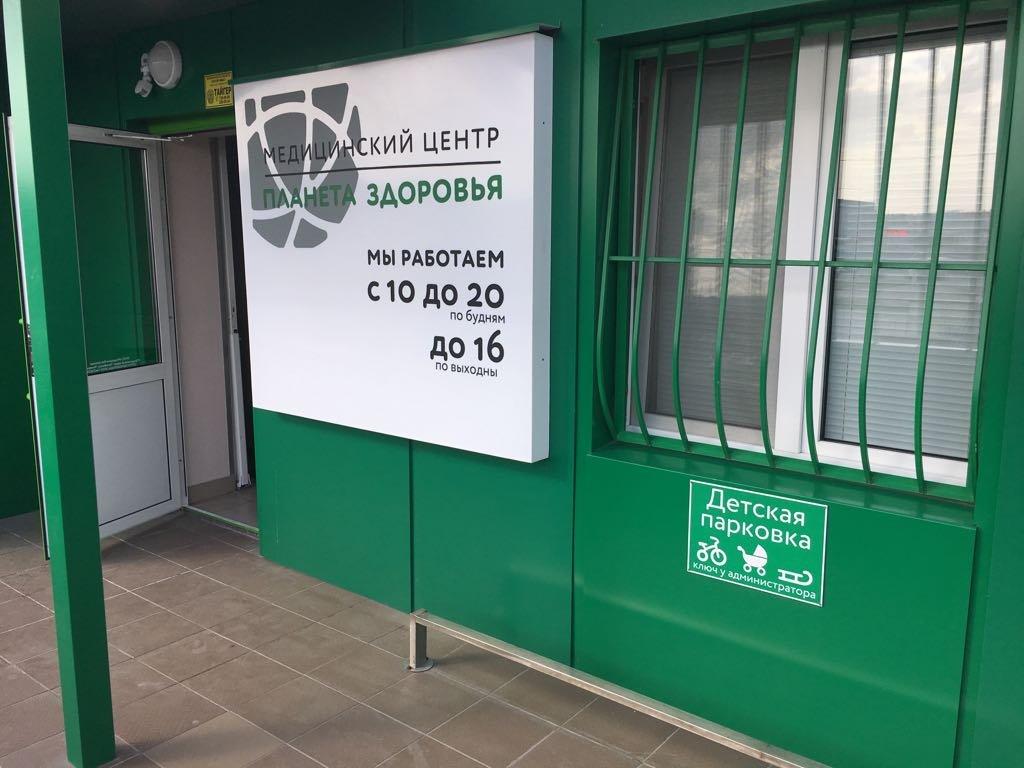 ТАЙГЕР
МЕДИЦИНСКИЙ ЦЕНТР
ПЛАНЕТА ЗДОРОВЬЯ
МЫ РАБОТАЕМ
С 10 ДО 20
по будням
ДО 16
по выходны
Детская
парковка
ключ у администратора